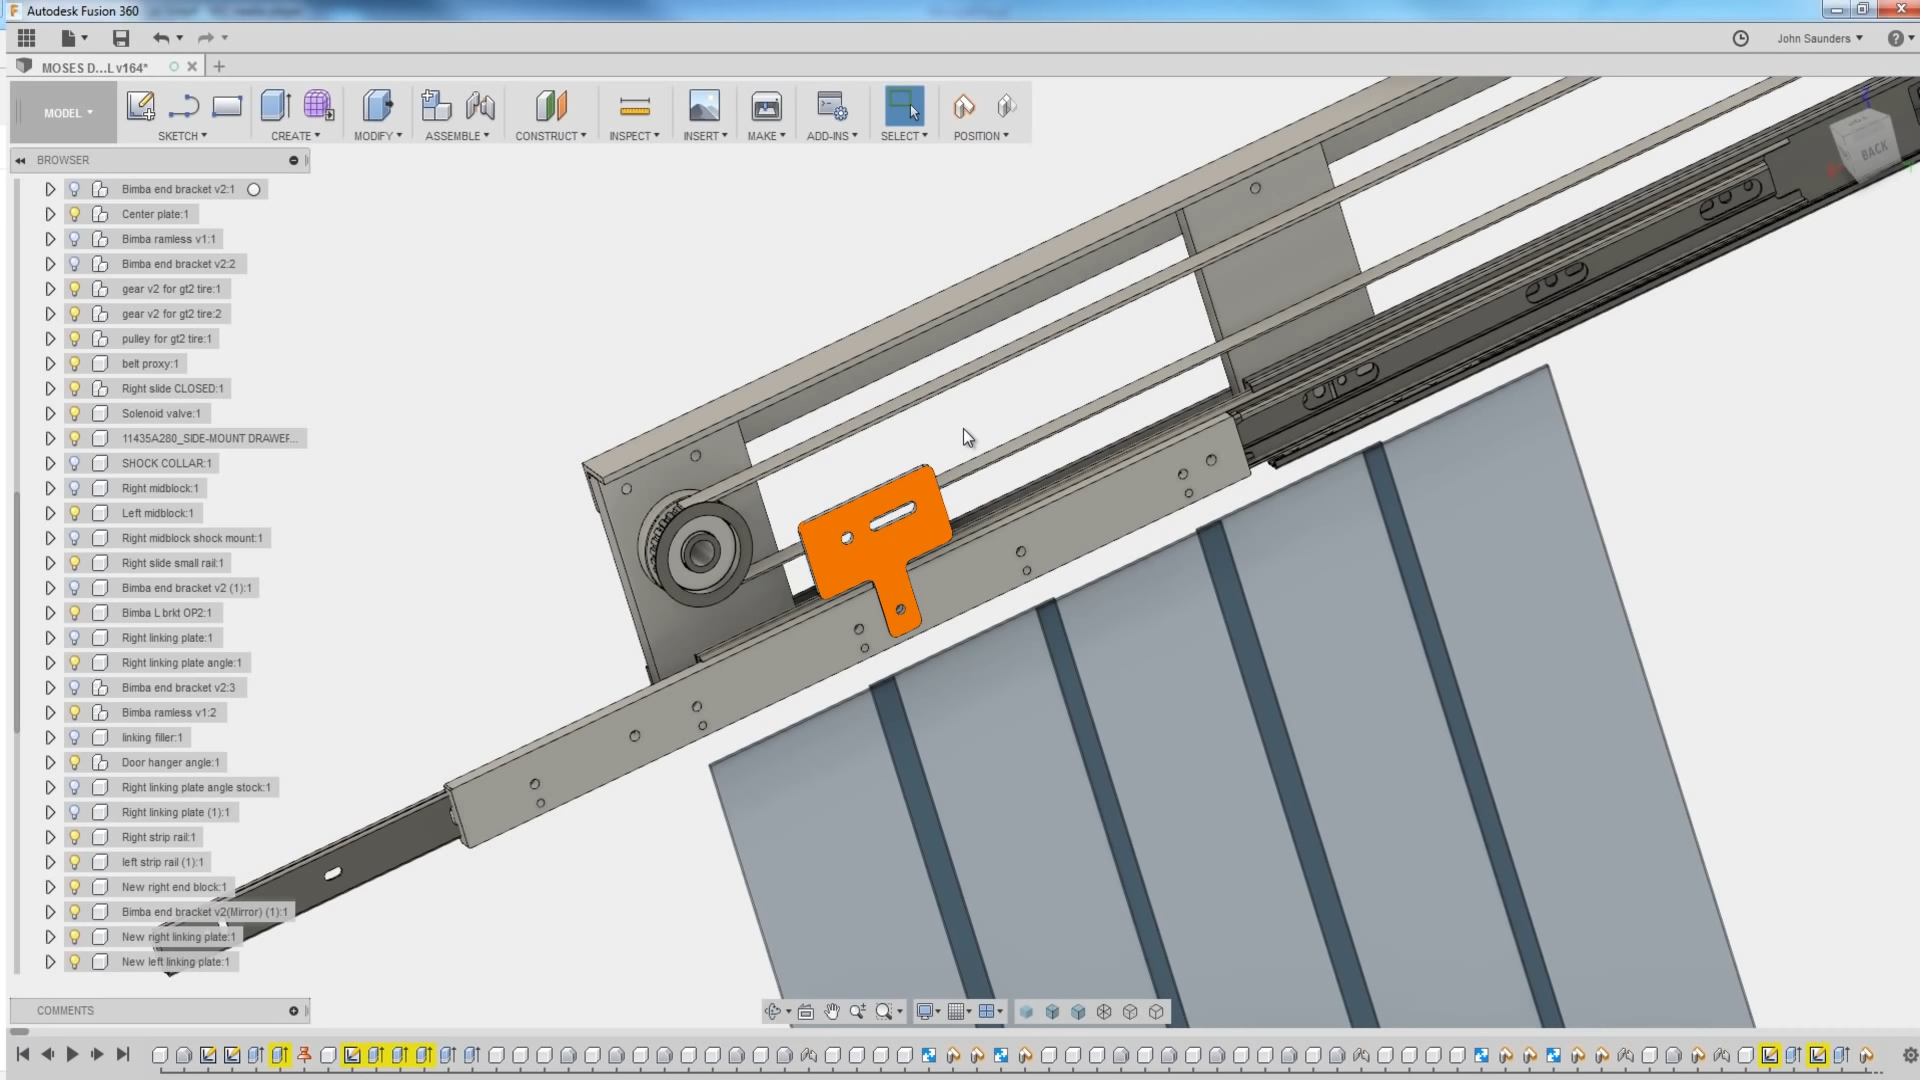 Autodesk Fusion 360
John Saunders
MOSES D...L v164*
MODEL
SKETCH
CREATE
MODIFY
ASSEMBLE
CONSTRUCT
INSPECT
INSERT
MAKE
ADD-INS
SELECT
POSITION
BROWSER
BACK
Bimba end bracket v2:1
Center plate:1
Bimba ramless v1:1
Bimba end bracket v2:2
gear v2 for gt2 tire:1
gear v2 for gt2 tire:2
pulley for gt2 tire:1
belt proxy:1
Right slide CLOSED:1
Solenoid valve:1
11435A280_SIDE-MOUNT DRAWER...
SHOCK COLLAR:1
Right midblock:1
Left midblock:1
Right midblock shock mount:1
Right slide small rail:1
Bimba end bracket v2 (1):1
Bimba L brkt OP2:1
Right linking plate:1
Right linking plate angle:1
Bimba end bracket v2:3
Bimba ramless v1:2
linking filler:1
Door hanger angle:1
Right linking plate angle stock:1
Right linking plate (1):1
Right strip rail:1
left strip rail (1):1
New right end block:1
Bimba end bracket v2(Mirror) (1):1
New right linking plate:1
New left linking plate:1
COMMENTS